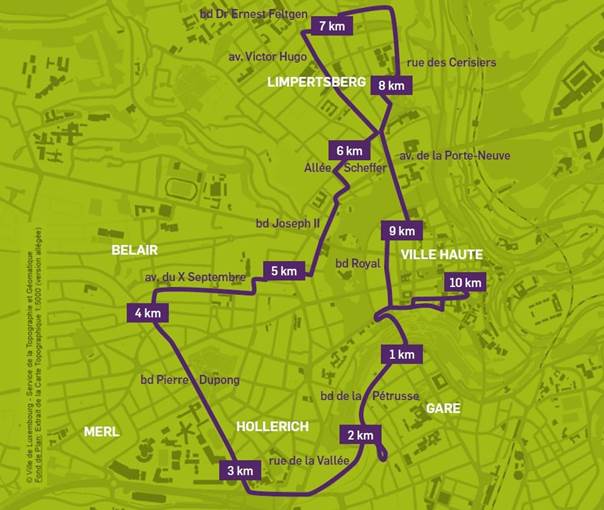 bd Dr Ernest Feltgen
7 km
av. Victor Hugo
rue des Cerisiers
LIMPERTSBERG
8 km
6 km
av. de la Porte-Neuve
Allée Scheffer
bd Joseph II
9 km
BELAIR
VILLE HAUTE
bd Royal
5 km
av. du X Septembre
10 km
4 km
1 km
bd Pierre Dupong
bd de la Pétrusse
GARE
HOLLERICH
MERL
2 km
rue de la Vallée
3 km
© Ville de Luxembourg - Service de la Topographie et Géomatique
Fond de Plan: Extrait de la Carte Topographique 1:5000 (version allégée)